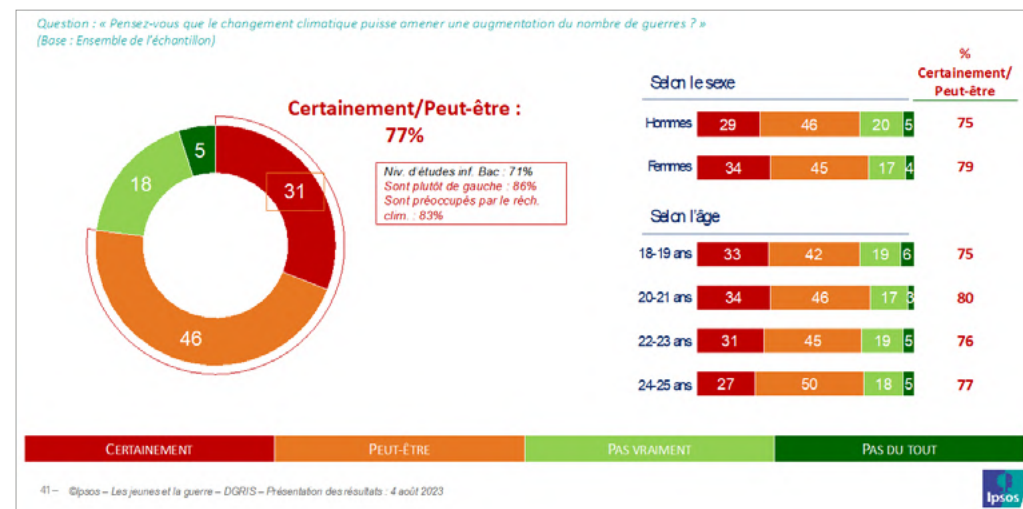 Question : « Pensez-vous que le changement climatique puisse amener une augmentation du nombre de guerres ? »
(Base : Ensemble de l'échantillon)
Certainement/Peut-être :
77%
Niv. d'études inf. Bac : 71%
Sont plutôt de gauche : 86%
Sont préoccupés par le réch.
clim. : 83%
5
18
31
46
%
Certainement/
Peut-être
Selon le sexe
Hommes 29 46 20 5 75
Femmes 34 45 17 4 79
Selon l'âge
18-19 ans 33 42 19 6 75
20-21 ans 34 46 17 3 80
22-23 ans 31 45 19 5 76
24-25 ans 27 50 18 5 77
CERTAINEMENT PEUT-ÊTRE PAS VRAIMENT PAS DU TOUT
41 – ©Ipsos – Les jeunes et la guerre – DGRIS – Présentation des résultats : 4 août 2023
Ipsos